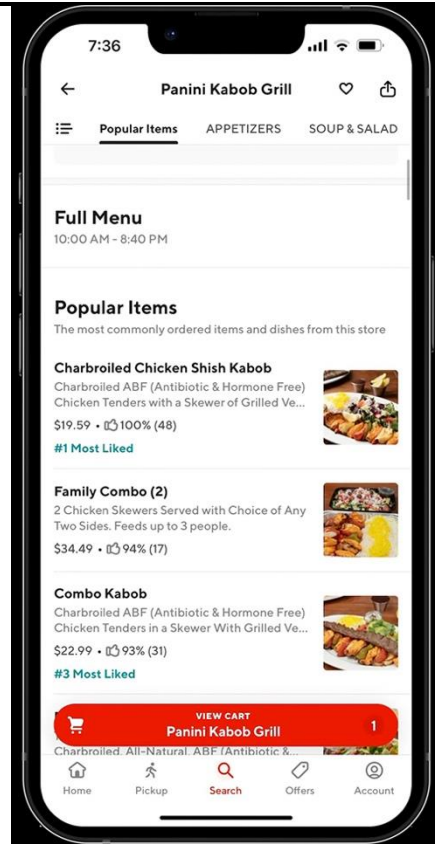 7:36
Panini Kabob Grill
Popular Items APPETIZERS SOUP & SALAD
Full Menu
10:00 AM - 8:40 PM
Popular Items
The most commonly ordered items and dishes from this store
Charbroiled Chicken Shish Kabob
Charbroiled ABF (Antibiotic & Hormone Free)
Chicken Tenders with a Skewer of Grilled Ve...
$19.59 • 100% (48)
#1 Most Liked
Family Combo (2)
2 Chicken Skewers Served with Choice of Any
Two Sides. Feeds up to 3 people.
$34.49 • 94% (17)
Combo Kabob
Charbroiled ABF (Antibiotic & Hormone Free)
Chicken Tenders in a Skewer With Grilled Ve...
$22.99 • 93% (31)
#3 Most Liked
VIEW CART
Panini Kabob Grill 1
Charbroiled, All-Natural, ABF (Antibiotic &...
Home Pickup Search Offers Account